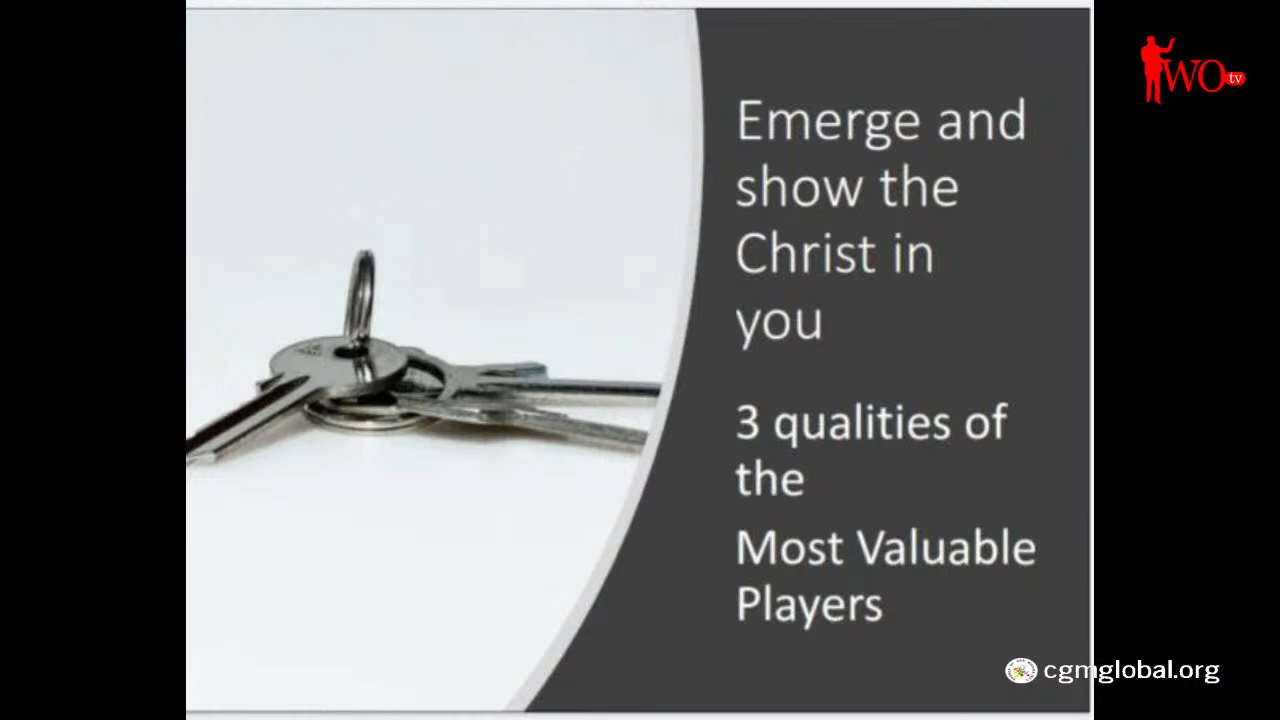 WO tv
Emerge and
show the
Christ in
you
3 qualities of
the
Most Valuable
Players
cgmglobal.org